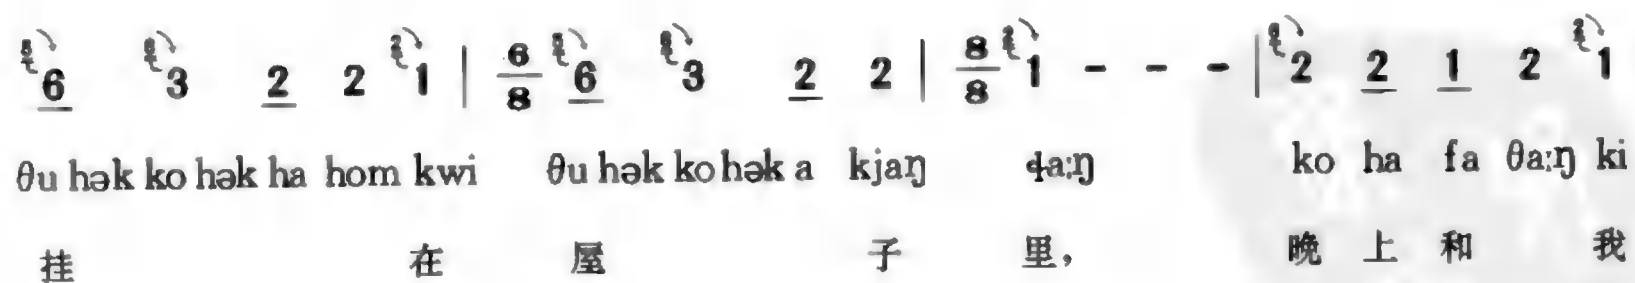 6 3 2 2 1 | 6/8 6 3 2 2 | 8/8 1 - - - | 2 2 1 2 1
θu hək ko hək ha hom kwi θu hək ko hək a kjaŋ ɬa:ŋ ko ha fa θa:ŋ ki
挂 在 屋 子 里， 晚 上 和 我